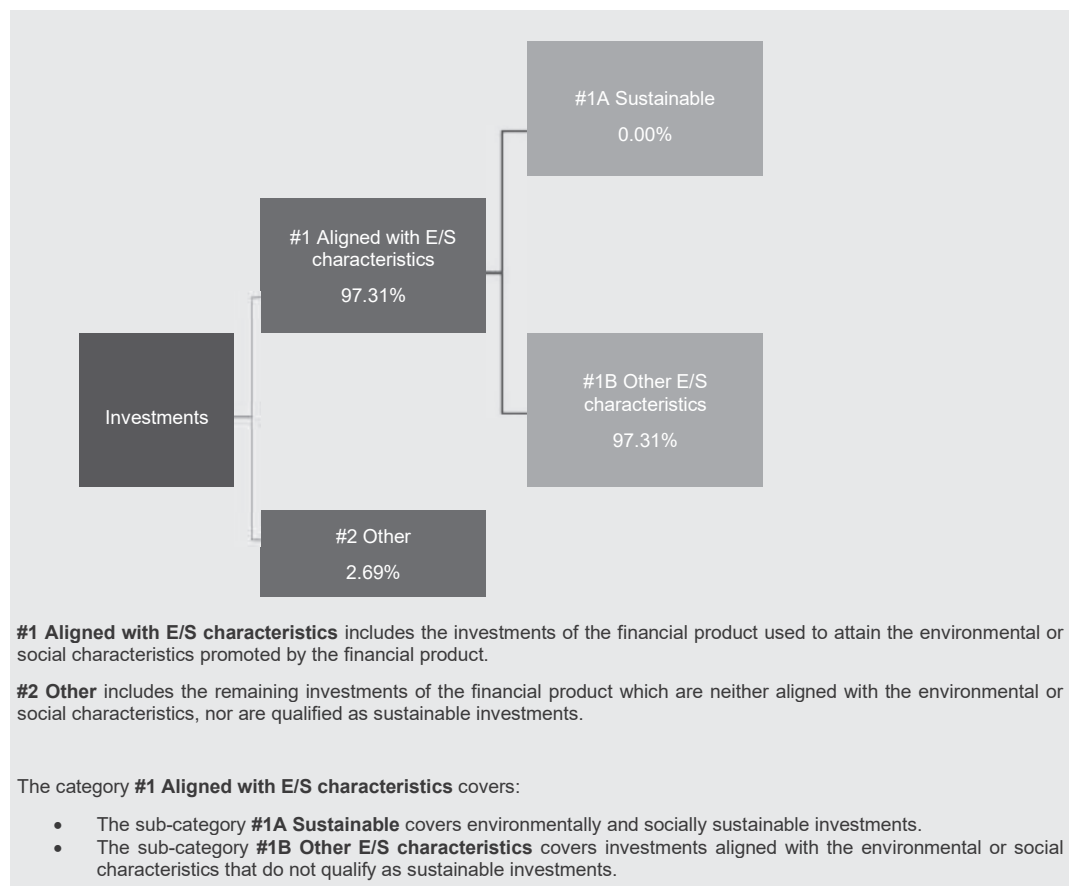 #1A Sustainable
0.00%
#1 Aligned with E/S
characteristics
97.31%
Investments
#1B Other E/S
characteristics
97.31%
#2 Other
2.69%
#1 Aligned with E/S characteristics includes the investments of the financial product used to attain the environmental or
social characteristics promoted by the financial product.
#2 Other includes the remaining investments of the financial product which are neither aligned with the environmental or
social characteristics, nor are qualified as sustainable investments.
The category #1 Aligned with E/S characteristics covers:
• The sub-category #1A Sustainable covers environmentally and socially sustainable investments.
• The sub-category #1B Other E/S characteristics covers investments aligned with the environmental or social
characteristics that do not qualify as sustainable investments.